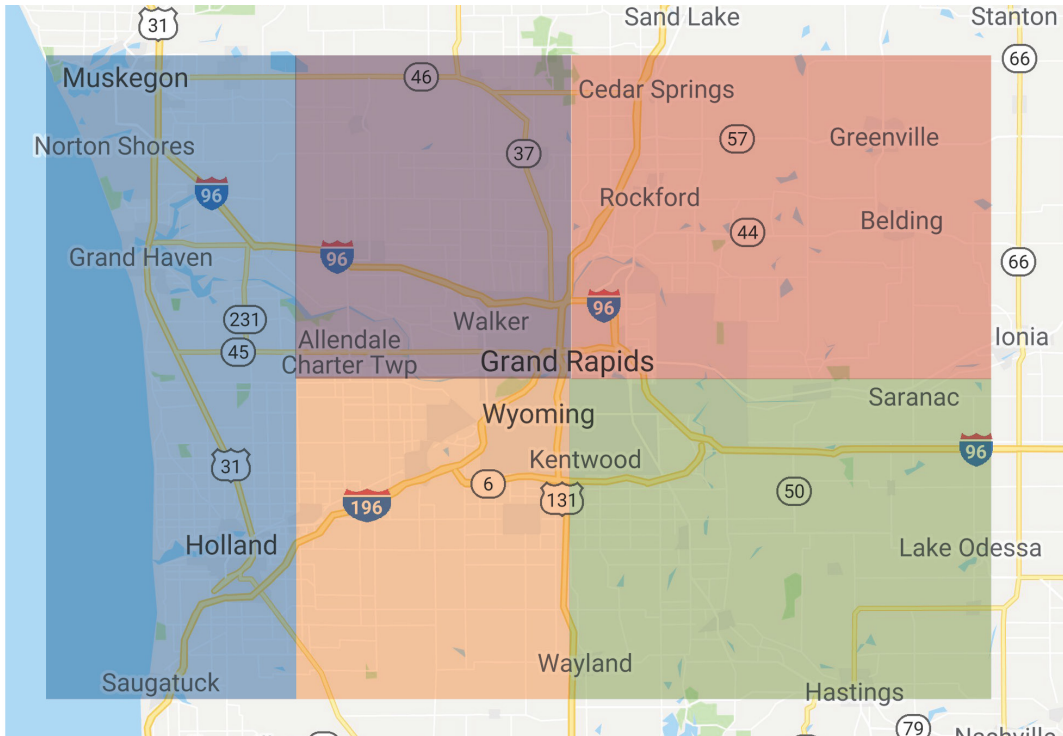 Sand Lake
Stanton
31
66
Muskegon
46
Cedar Springs
Norton Shores
37
57
Greenville
96
Rockford
Belding
44
Grand Haven
96
66
96
231
Walker
Allendale
Charter Twp
45
Ionia
Grand Rapids
Saranac
Wyoming
96
Kentwood
31
6
131
50
196
Holland
Lake Odessa
Wayland
Saugatuck
Hastings
79
Nashville